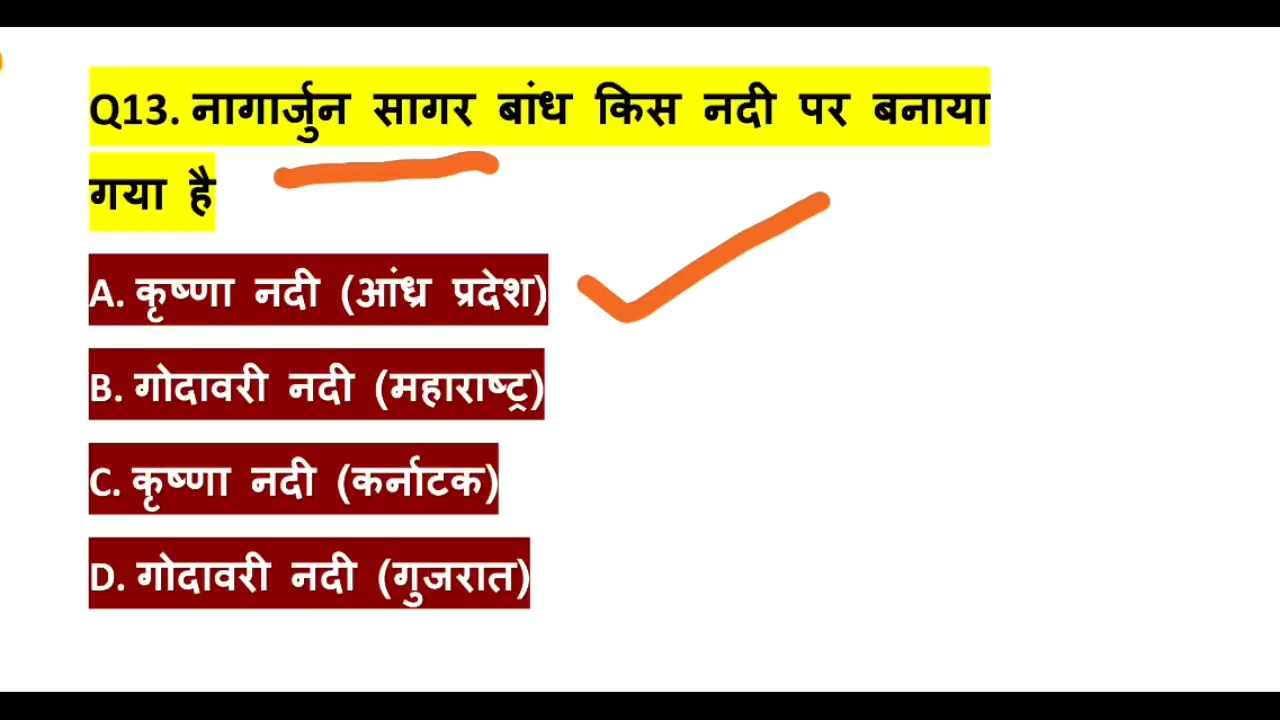 Q13. नागार्जुन सागर बांध किस नदी पर बनाया
गया है
A. कृष्णा नदी (आंध्र प्रदेश)
B. गोदावरी नदी (महाराष्ट्र)
C. कृष्णा नदी (कर्नाटक)
D. गोदावरी नदी (गुजरात)